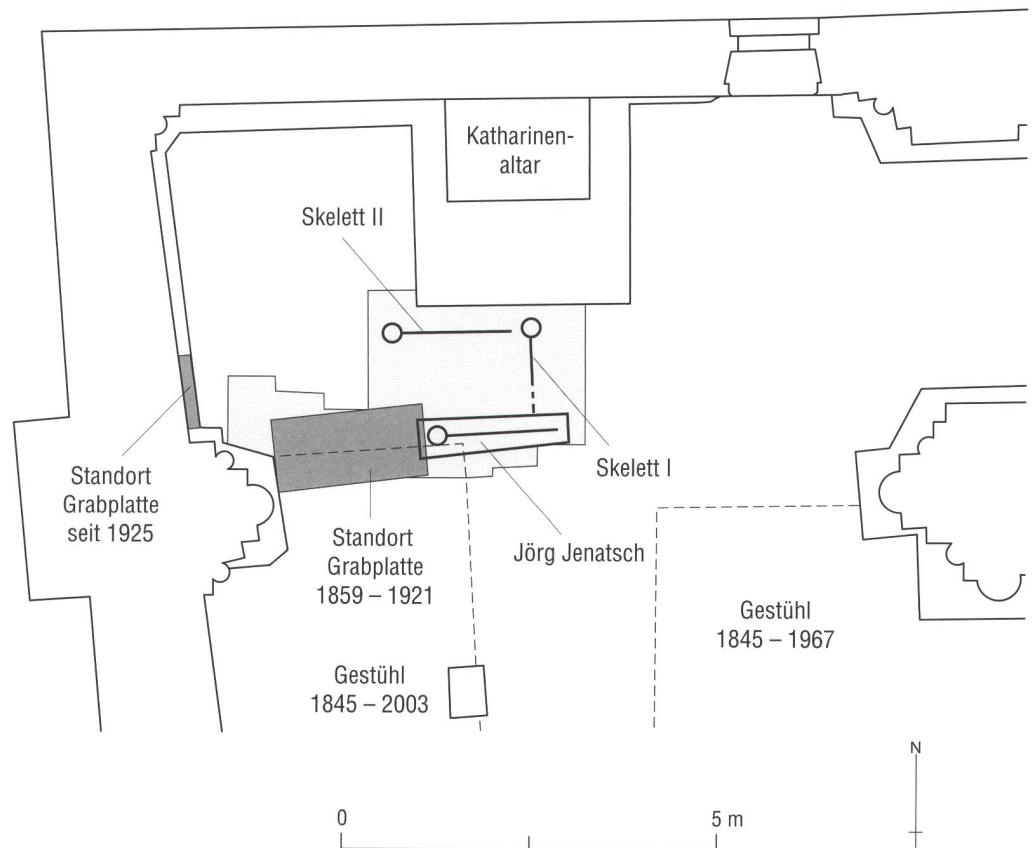 Katharinen-
altar
Skelett II
Skelett I
Standort
Grabplatte
seit 1925
Standort
Grabplatte
1859 – 1921
Jörg Jenatsch
Gestühl
1845 – 1967
Gestühl
1845 – 2003
N
0
5 m